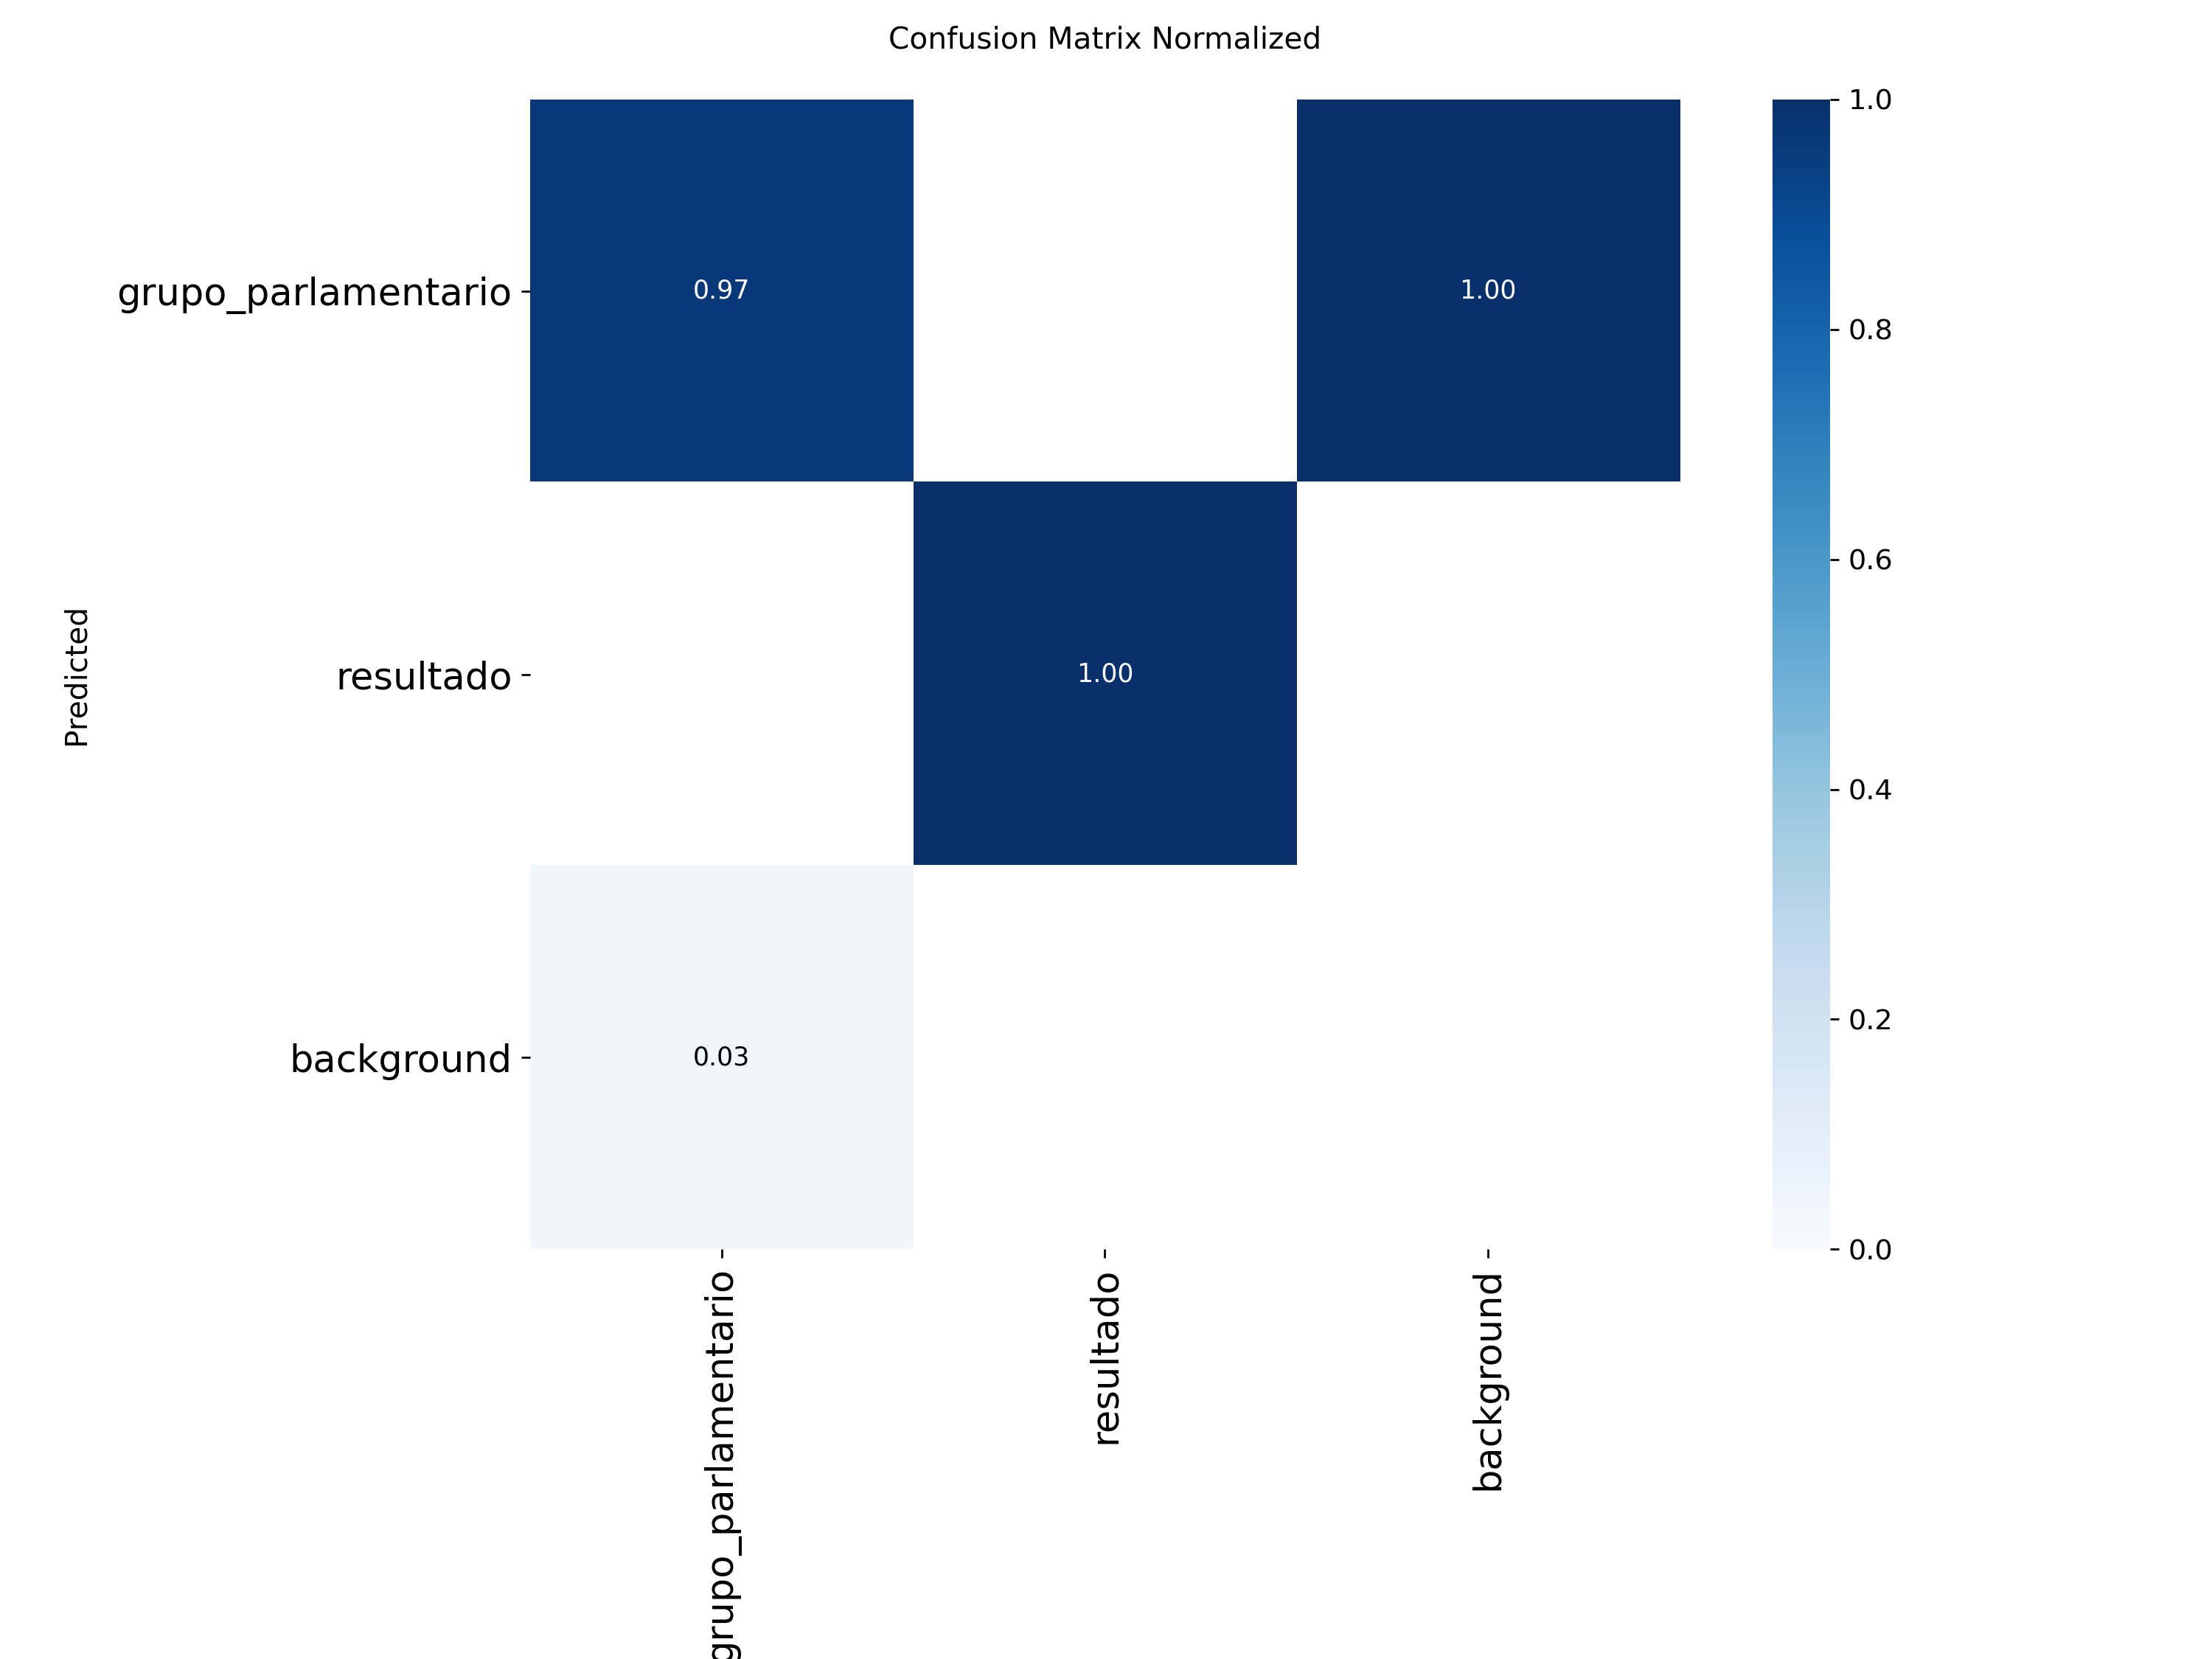 Confusion Matrix Normalized
grupo_parlamentario
0.97
1.00
resultado
1.00
background
0.03
Predicted
grupo_parlamentario
resultado
background
1.0
0.8
0.6
0.4
0.2
0.0